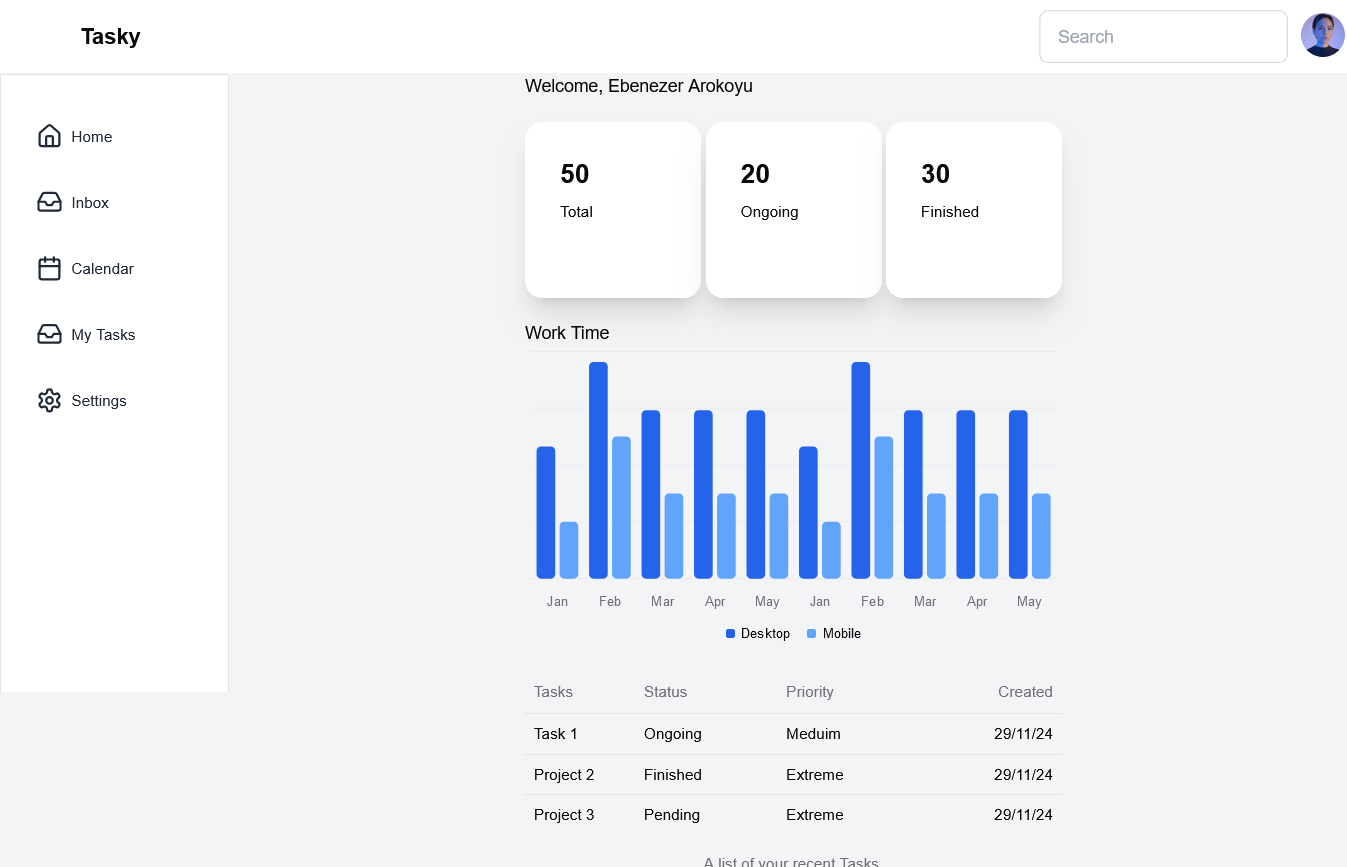 Tasky
Search
Home
Inbox
Calendar
My Tasks
Settings
Welcome, Ebenezer Arokoyu
50 20 30
Total Ongoing Finished
Work Time
Jan Feb Mar Apr May Jan Feb Mar Apr May
Desktop Mobile
Tasks Status Priority Created
Task 1 Ongoing Meduim 29/11/24
Project 2 Finished Extreme 29/11/24
Project 3 Pending Extreme 29/11/24
A list of your recent Tasks